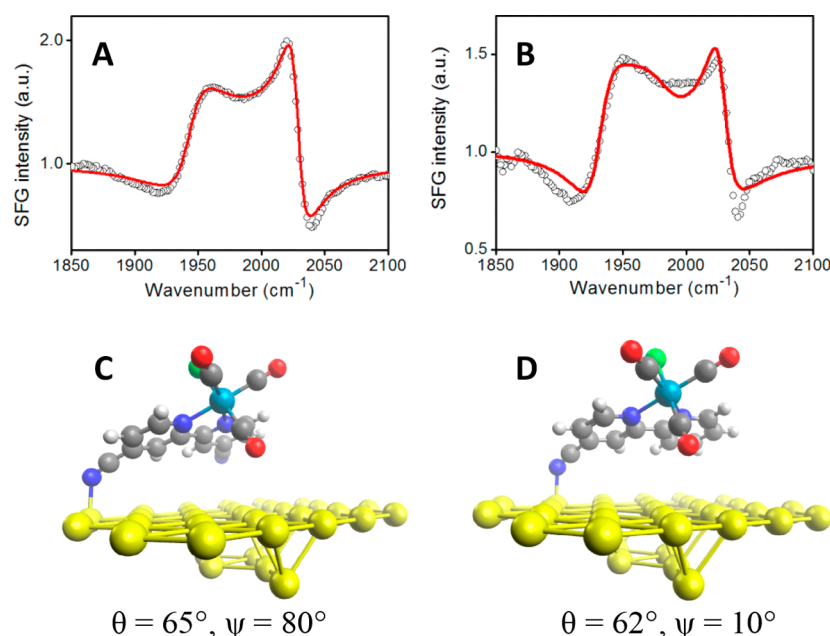 A
SFG intensity (a.u.)
2.0
1.0
1850 1900 1950 2000 2050 2100
Wavenumber (cm⁻¹)
B
SFG intensity (a.u.)
1.5
1.0
0.5
1850 1900 1950 2000 2050 2100
Wavenumber (cm⁻¹)
C
D
θ = 65°, ψ = 80°
θ = 62°, ψ = 10°